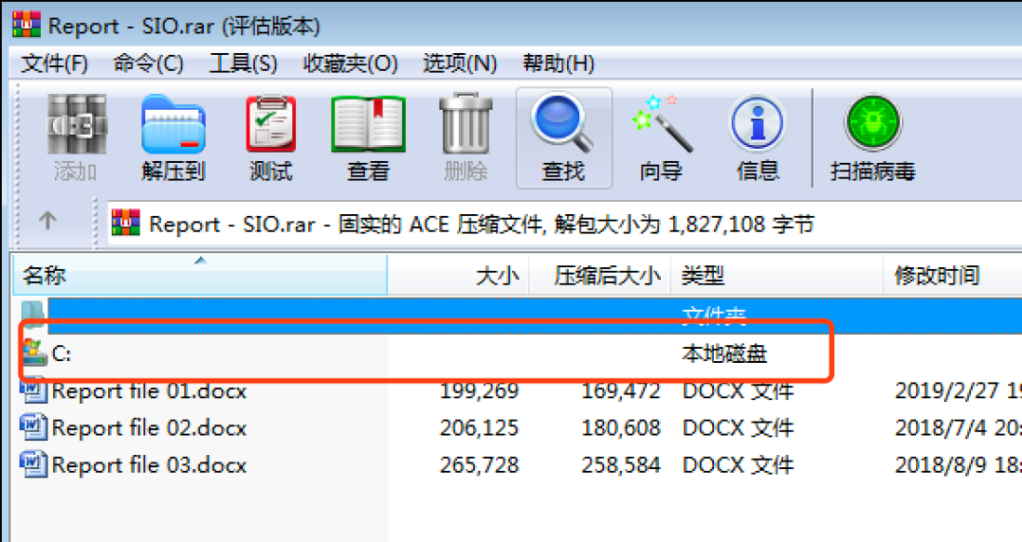 Report - SIO.rar (评估版本)
文件(F) 命令(C) 工具(S) 收藏夹(O) 选项(N) 帮助(H)
添加 解压到 测试 查看 删除 查找 向导 信息 扫描病毒
Report - SIO.rar - 固实的 ACE 压缩文件, 解包大小为 1,827,108 字节
名称 大小 压缩后大小 类型 修改时间
文件夹
C: 本地磁盘
Report file 01.docx 199,269 169,472 DOCX 文件 2019/2/27 19
Report file 02.docx 206,125 180,608 DOCX 文件 2018/7/4 20:
Report file 03.docx 265,728 258,584 DOCX 文件 2018/8/9 18: